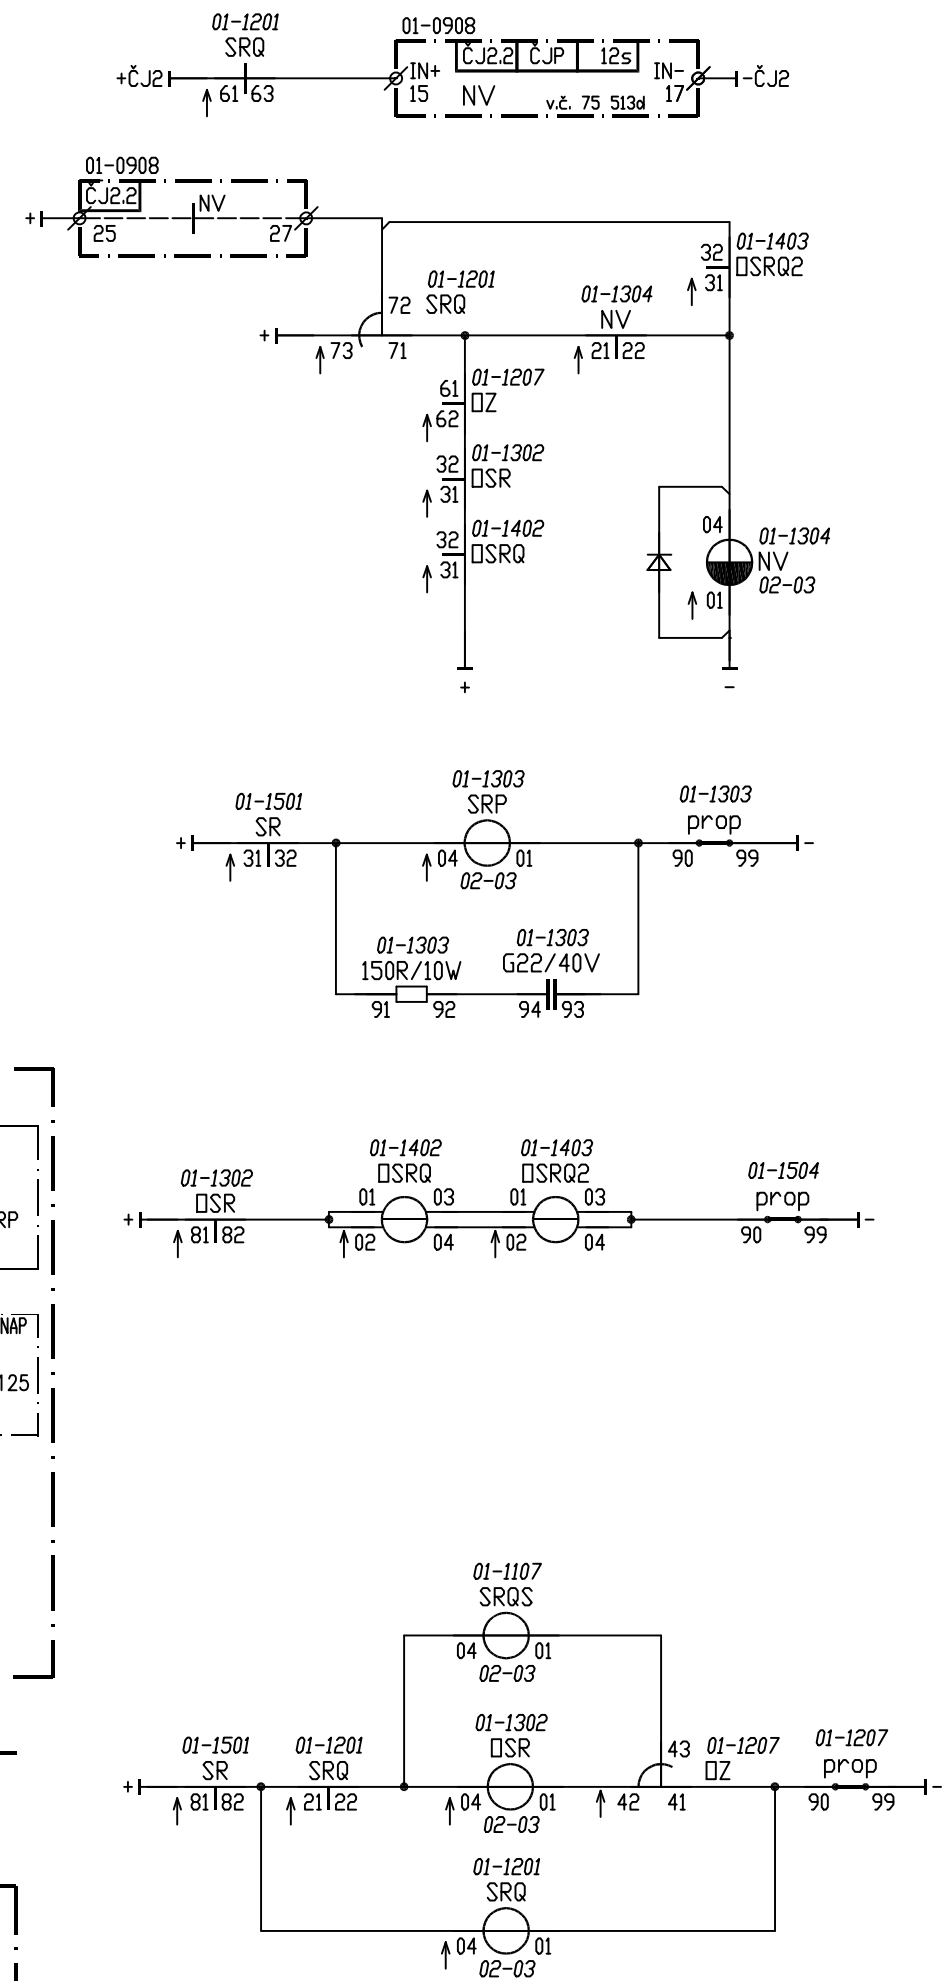 01-1201
SRQ
+ČJ2
61 63
01-0908
ČJ2.2 ČJP 12s
IN+ IN-
15 NV 17
v.č. 75 513d
-ČJ2
01-0908
ČJ2.2
NV
+
25 27
01-1403
32 ▯SRQ2
31
01-1201
72 SRQ
01-1304
NV
+
73 71
21 22
01-1207
61 ▯Z
62
01-1302
32 ▯SR
31
01-1402
32 ▯SRQ
31
04 01-1304
NV
01 02-03
+ -
01-1303
SRP
01-1501
SR
01-1303
prop
+ -
31 32
04 01
90 99
02-03
01-1303
150R/10W
01-1303
G22/40V
91 92
94 93
01-1402
▯SRQ
01-1403
▯SRQ2
01-1302
▯SR
01-1504
prop
01 03
01 03
+ -
81 82
02 04
02 04
90 99
RP
NAP
125
01-1107
SRQS
04 01
02-03
01-1302
▯SR
01-1501
SR
01-1201
SRQ
43 01-1207
▯Z
01-1207
prop
+ -
81 82
21 22
04 01
42 41
90 99
02-03
01-1201
SRQ
04 01
02-03